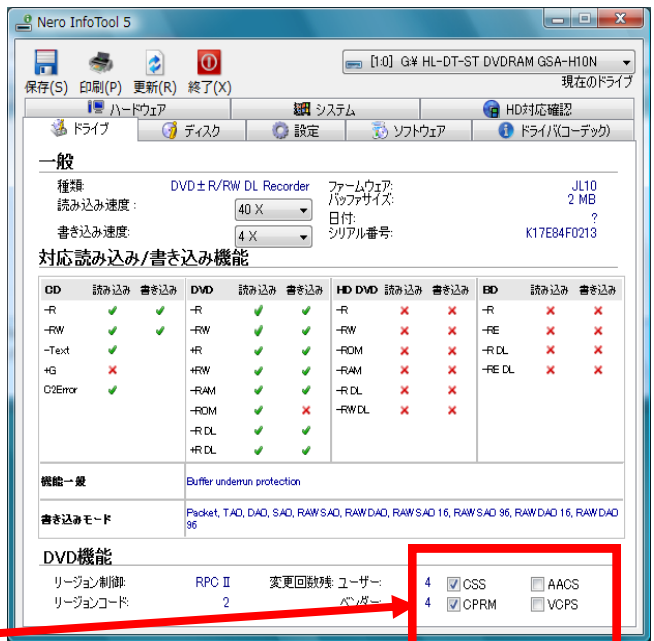 Nero InfoTool 5
[1:0] G:¥ HL-DT-ST DVDRAM GSA-H10N
保存(S) 印刷(P) 更新(R) 終了(X) 現在のドライブ
ハードウェア システム HD対応確認
ドライブ ディスク 設定 ソフトウェア ドライバ(コーデック)
一般
種類: DVD±R/RW DL Recorder ファームウェア: JL10
読み込み速度: 40 X バッファサイズ: 2 MB
日付: ?
書き込み速度: 4 X シリアル番号: K17E84F0213
対応読み込み/書き込み機能
CD 読み込み 書き込み DVD 読み込み 書き込み HD DVD 読み込み 書き込み BD 読み込み 書き込み
-R -R -R -R
-RW -RW -RW -RE
-Text +R -ROM -R DL
+G +RW -RAM -RE DL
C2Error -RAM -R DL
-ROM -RW DL
-R DL
+R DL
機能一般 Buffer underrun protection
書き込みモード Packet, TAO, DAO, SAO, RAW SAO, RAW DAO, RAW SAO 16, RAW SAO 96, RAW DAO 16, RAW DAO
96
DVD機能
リージョン制御: RPC II 変更回数残: ユーザー: 4 CSS AACS
リージョンコード: 2 ベンダー: 4 CPRM VCPS